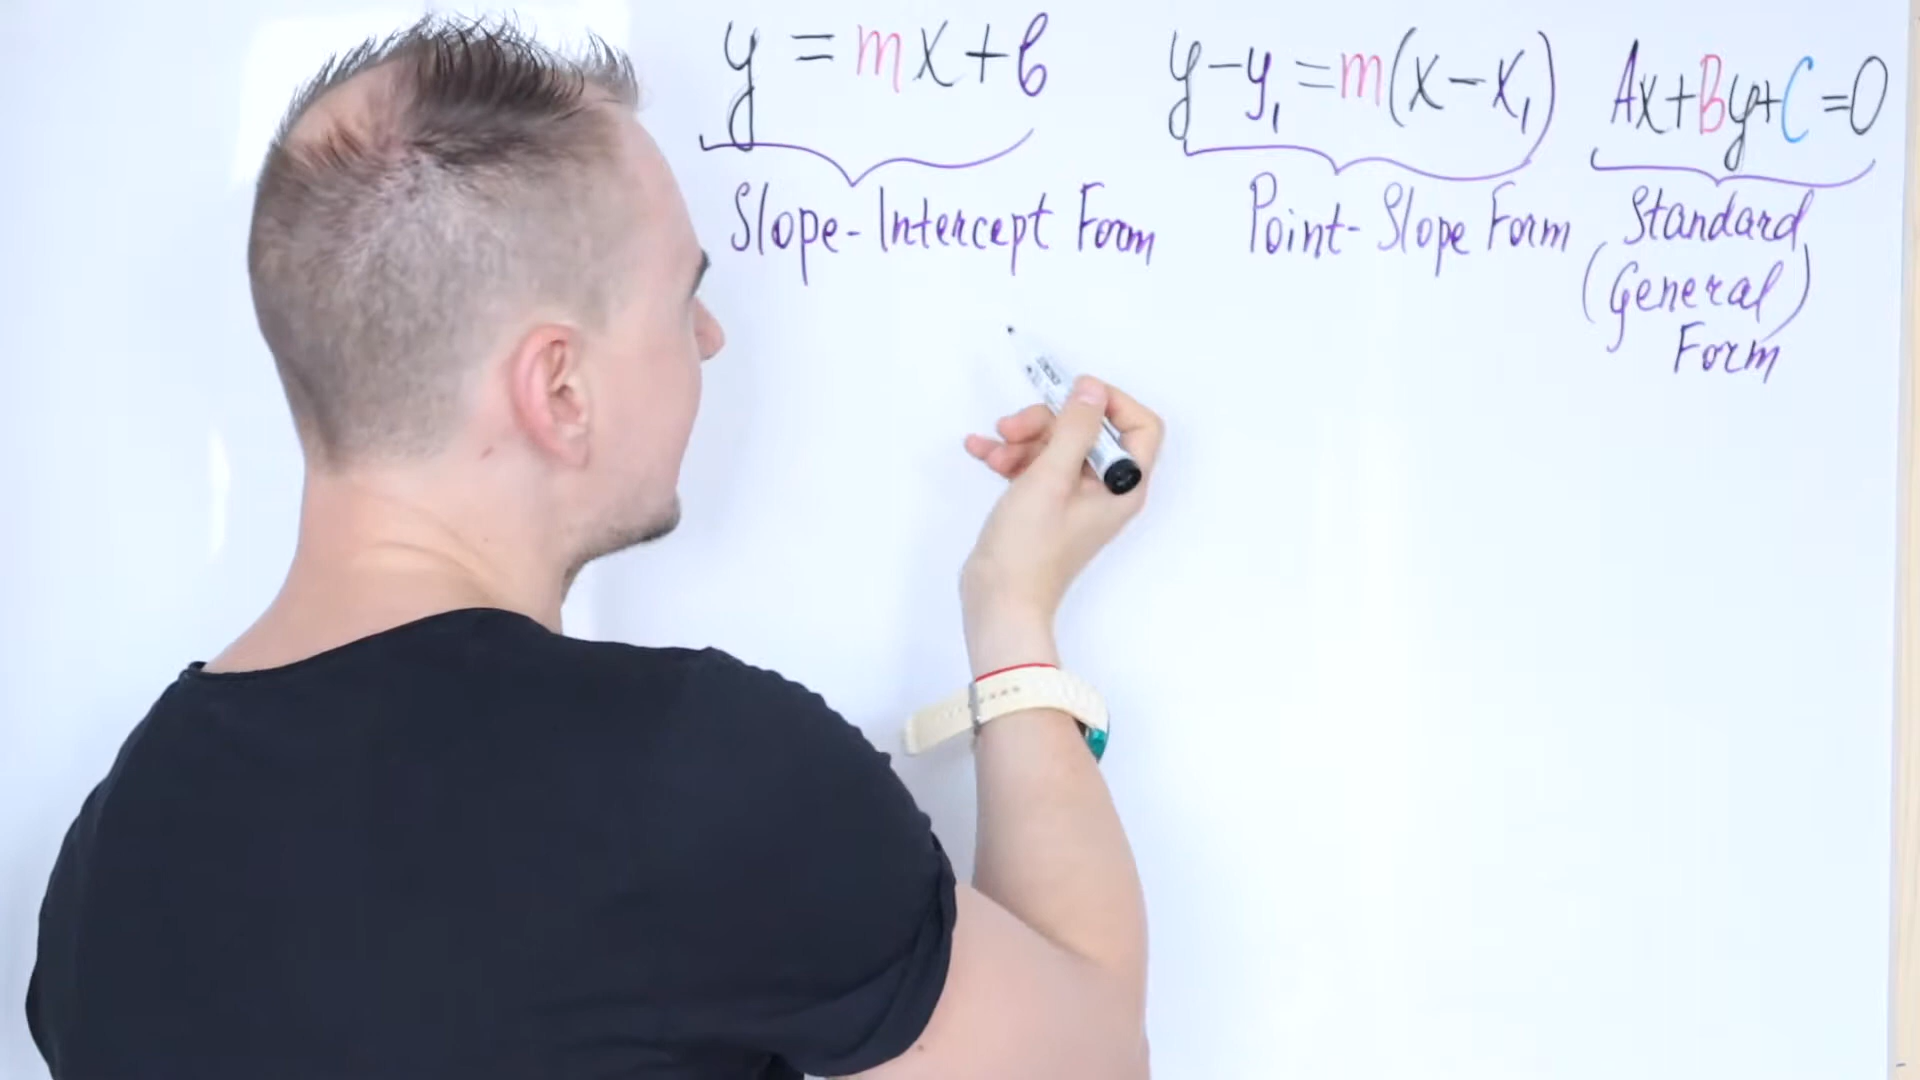 y = mx + b
Slope-Intercept Form
y - y₁ = m(x - x₁)
Point-Slope Form
Ax + By + C = 0
Standard
(General)
Form